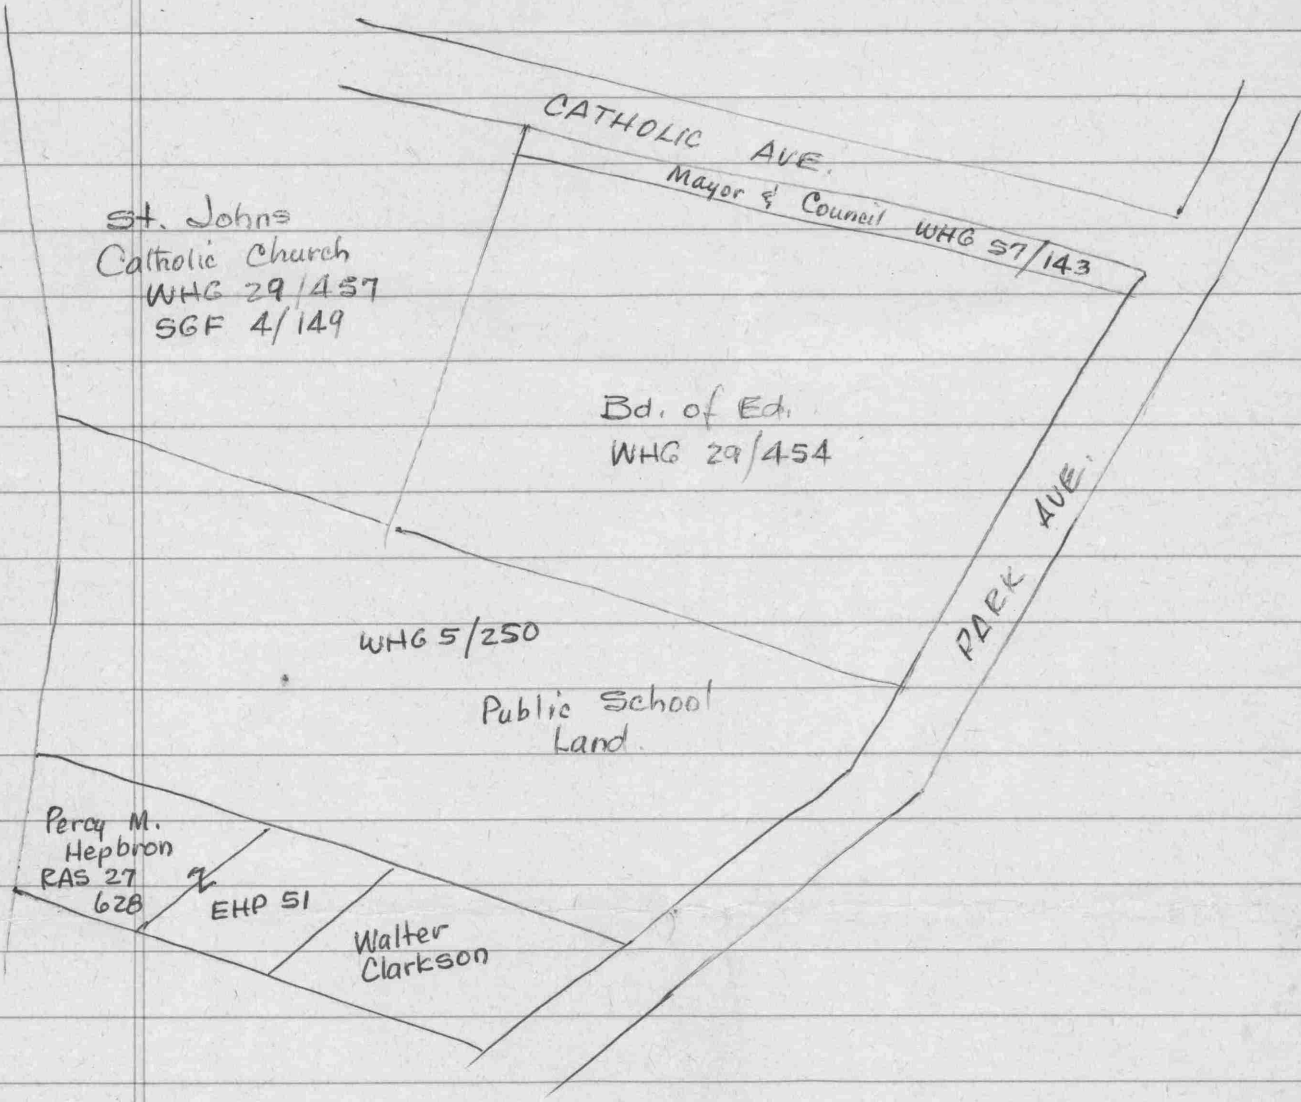 CATHOLIC AVE.
Mayor & Council WHG 57/143
St. Johns
Catholic Church
WHG 29/457
SGF 4/149
Bd. of Ed.
WHG 29/454
PARK AVE.
WHG 5/250
Public School
Land
Percy M.
Hepbron
RAS 27
628
EHP 51
Walter
Clarkson